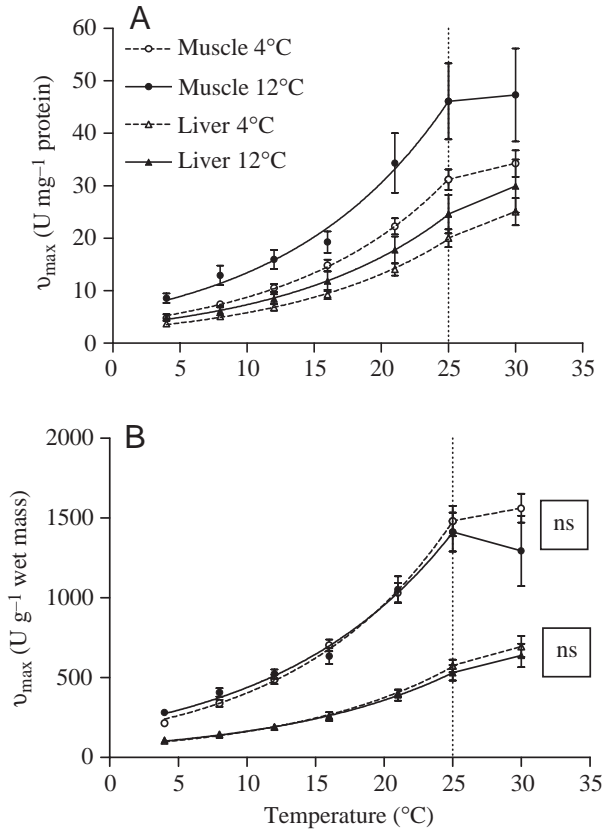 A
Muscle 4°C
Muscle 12°C
Liver 4°C
Liver 12°C
υmax (U mg–1 protein)
60
50
40
30
20
10
0
0 5 10 15 20 25 30 35
B
υmax (U g–1 wet mass)
2000
1500
1000
500
0
ns
ns
0 5 10 15 20 25 30 35
Temperature (°C)